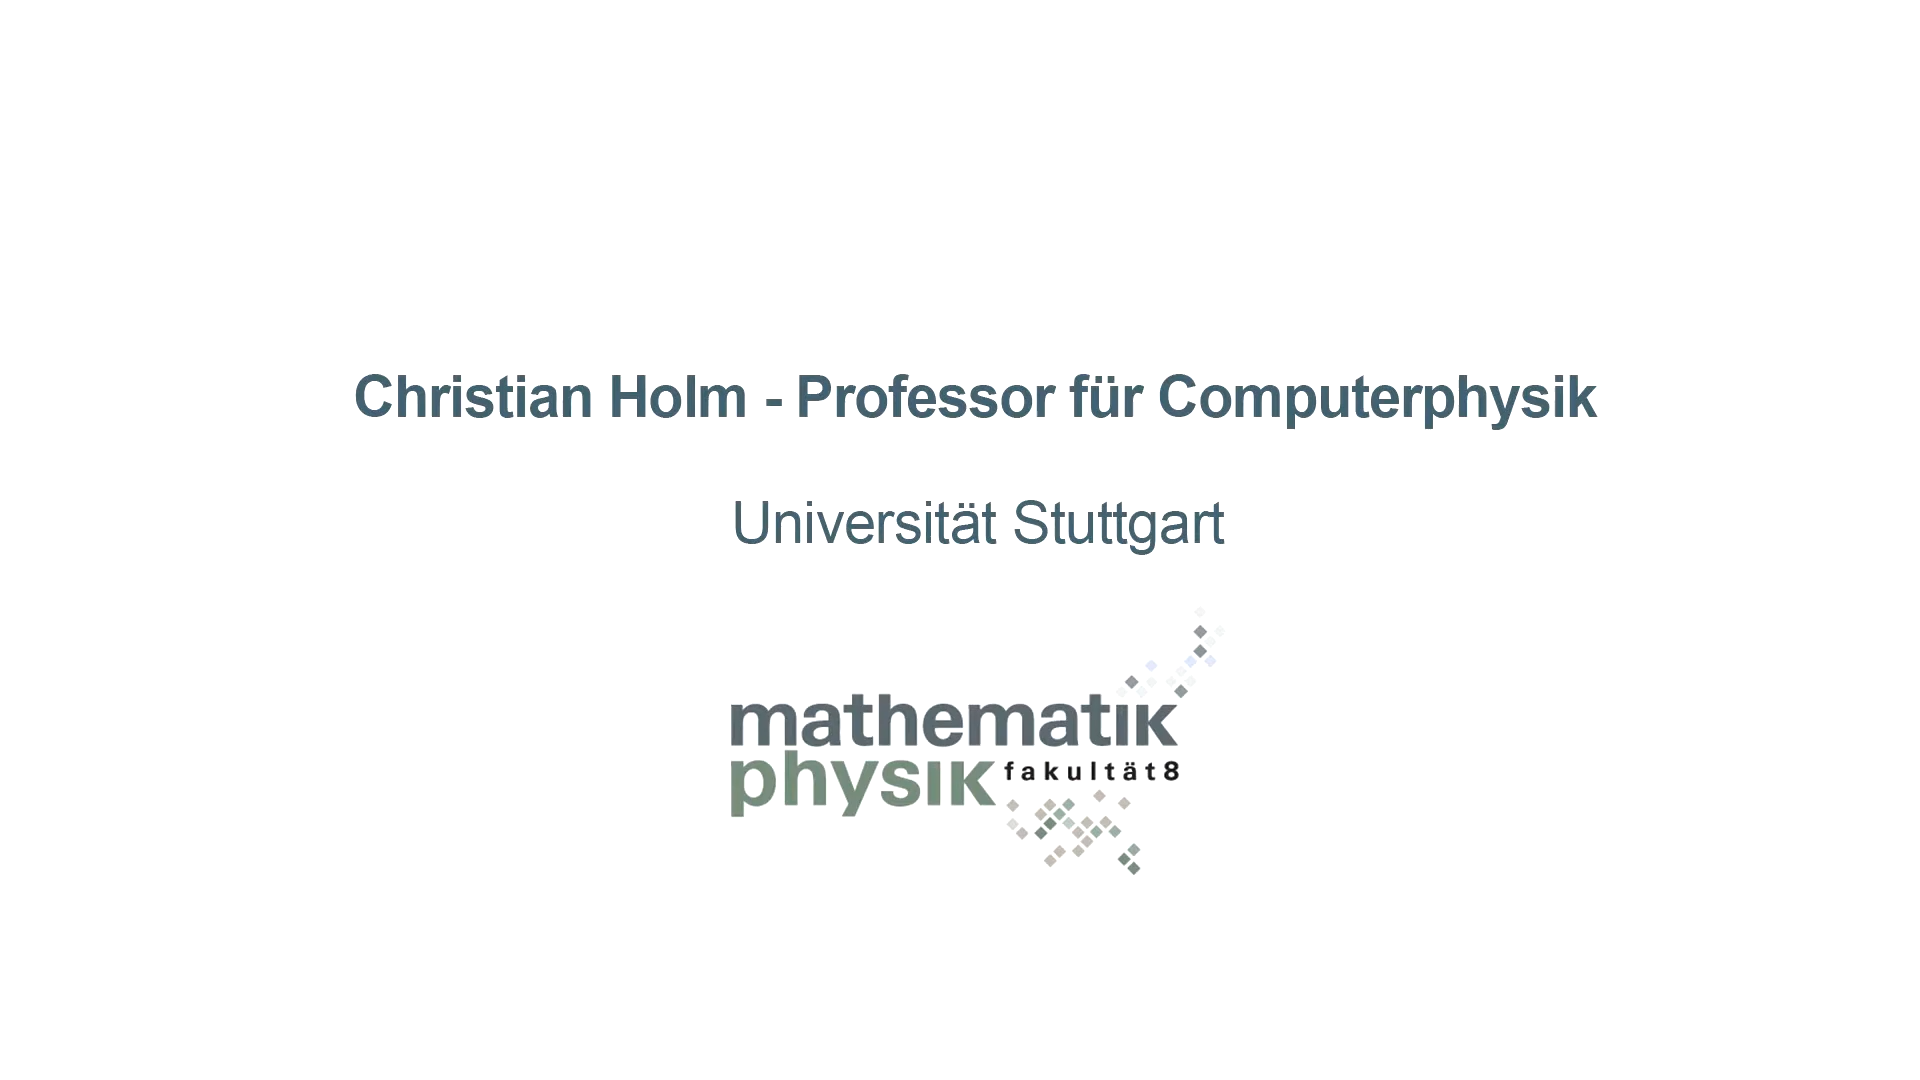 Christian Holm - Professor für Computerphysik
Universität Stuttgart
mathematik
physik fakultät8